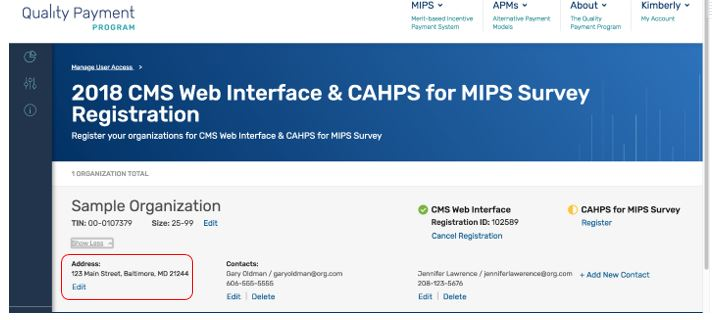 Quality Payment
PROGRAM
MIPS
Merit-based Incentive
Payment System
APMs
Alternative Payment
Models
About
The Quality
Payment Program
Kimberly
My Account
Manage User Access >
2018 CMS Web Interface & CAHPS for MIPS Survey
Registration
Register your organizations for CMS Web Interface & CAHPS for MIPS Survey
1 ORGANIZATION TOTAL
Sample Organization
TIN: 00-0107379 Size: 25-99 Edit
Show Less
CMS Web Interface
Registration ID: 102589
Cancel Registration
CAHPS for MIPS Survey
Register
Address:
123 Main Street, Baltimore, MD 21244
Edit
Contacts:
Gary Oldman / garyoldman@org.com
606-555-5555
Edit | Delete
Jennifer Lawrence / jenniferlawerence@org.com
208-123-5676
Edit | Delete
+ Add New Contact